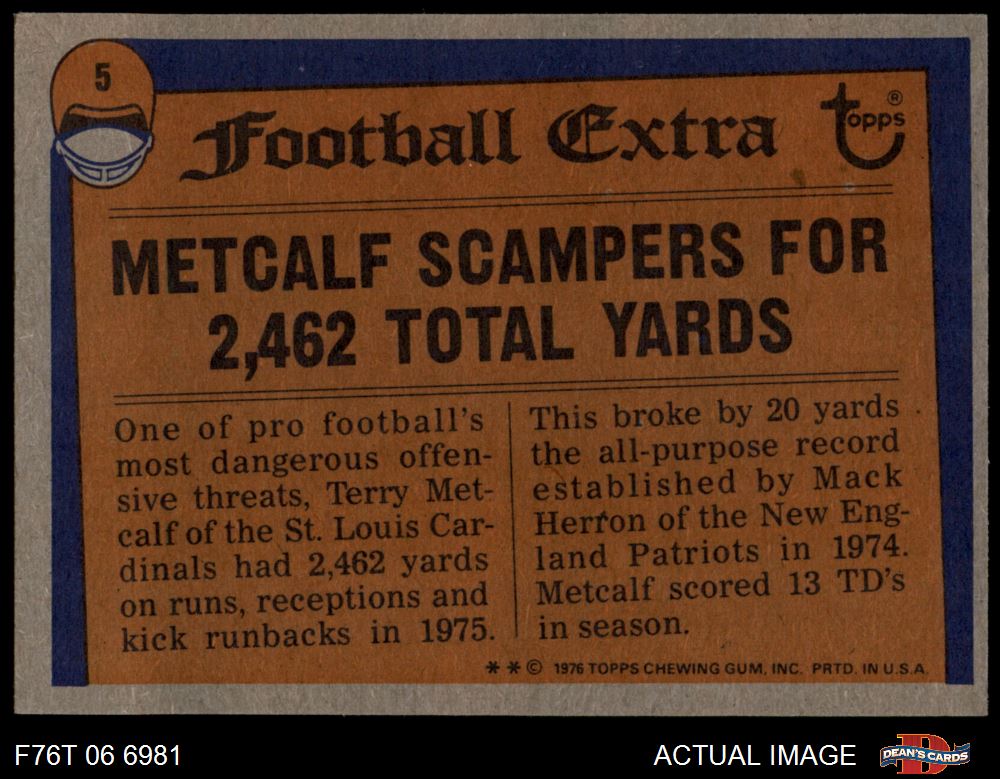 5
Football Extra
topps ®
METCALF SCAMPERS FOR
2,462 TOTAL YARDS
One of pro football's
most dangerous offen-
sive threats, Terry Met-
calf of the St. Louis Car-
dinals had 2,462 yards
on runs, receptions and
kick runbacks in 1975.
This broke by 20 yards
the all-purpose record
established by Mack
Herron of the New Eng-
land Patriots in 1974.
Metcalf scored 13 TD's
in season.
* * © 1976 TOPPS CHEWING GUM, INC. PRTD. IN U.S.A.
F76T 06 6981
ACTUAL IMAGE
D
DEAN'S CARDS